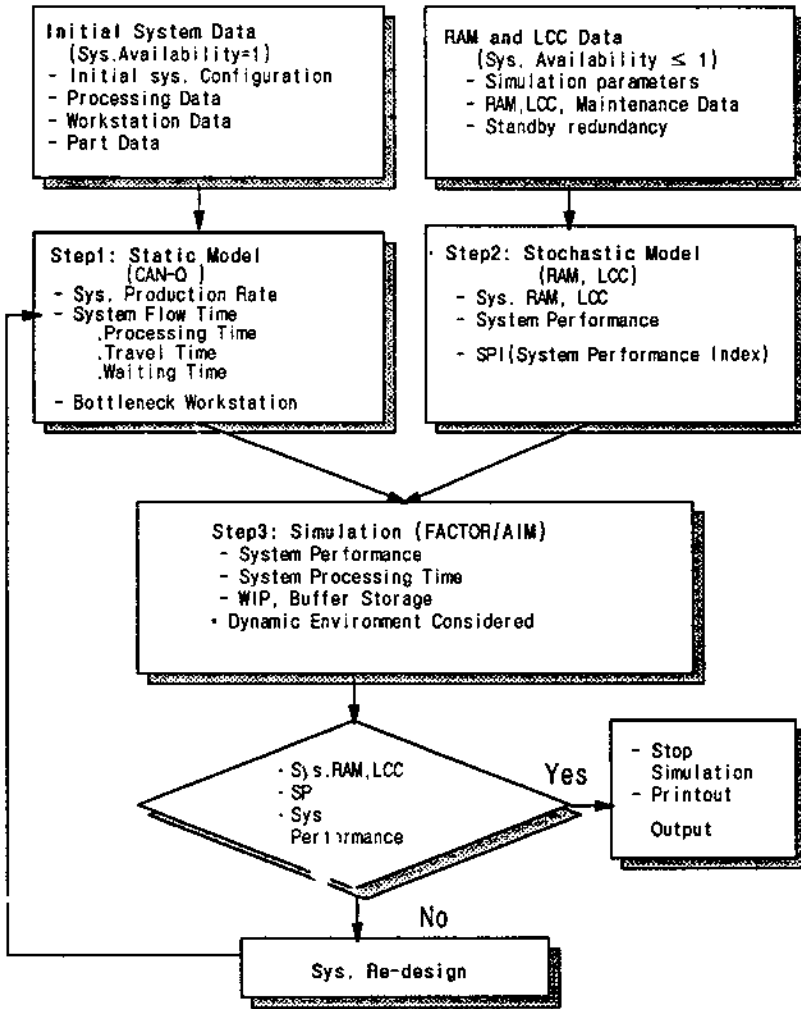 Initial System Data
(Sys.Availability=1)
- Initial sys. Configuration
- Processing Data
- Workstation Data
- Part Data
RAM and LCC Data
(Sys. Availability ≤ 1)
- Simulation parameters
- RAM,LCC, Maintenance Data
- Standby redundancy
Step1: Static Model
(CAN-Q )
- Sys. Production Rate
- System Flow Time
.Processing Time
.Travel Time
.Waiting Time
- Bottleneck Workstation
Step2: Stochastic Model
(RAM, LCC)
- Sys. RAM, LCC
- System Performance
- SPI(System Performance Index)
Step3: Simulation (FACTOR/AIM)
- System Performance
- System Processing Time
- WIP, Buffer Storage
• Dynamic Environment Considered
• Sys.RAM,LCC
• SP
• Sys
Performance
Yes
- Stop
Simulation
- Printout
Output
No
Sys. Re-design